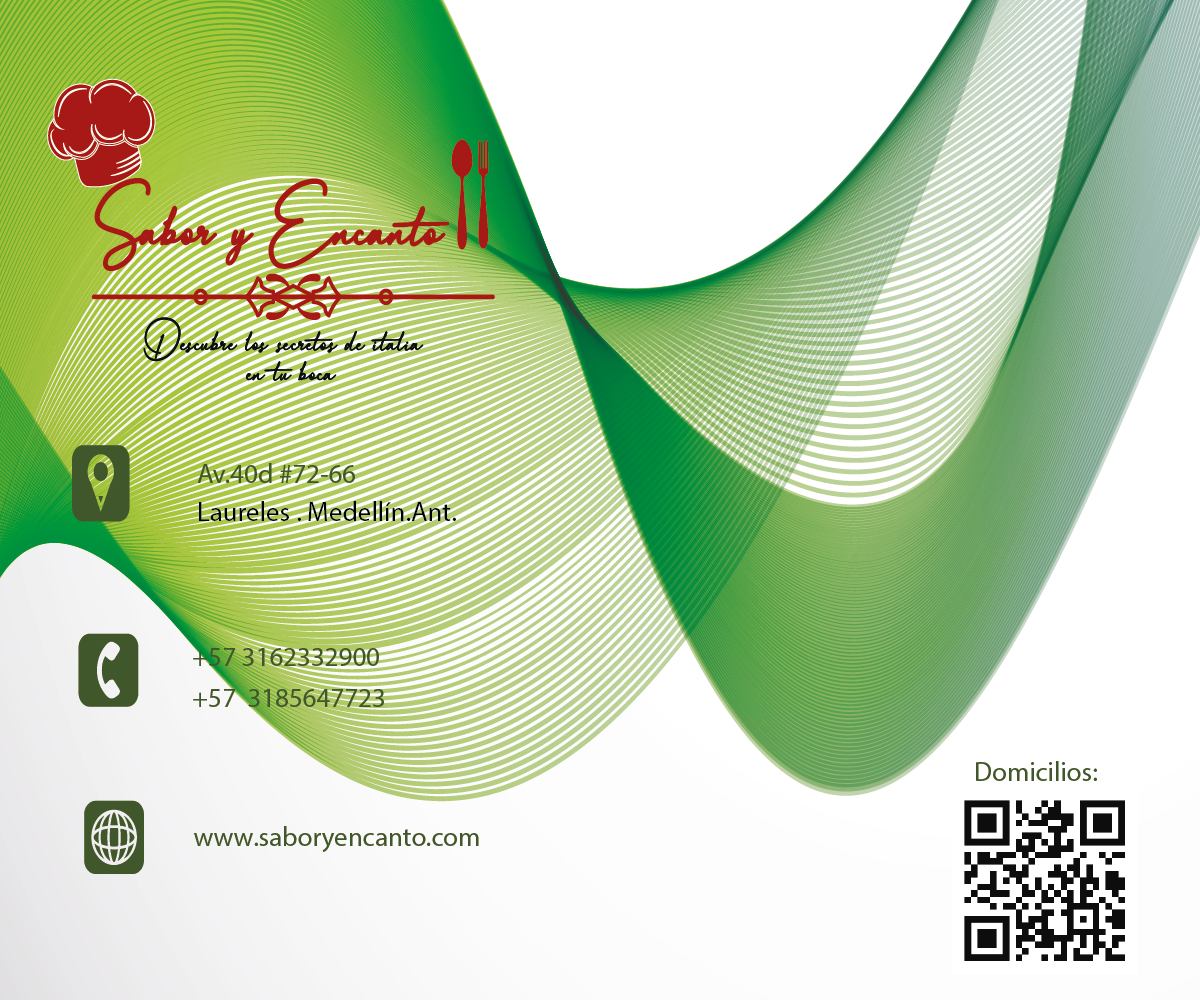 Sabor y Encanto
Descubre los secretos de italia
en tu boca
Av.40d #72-66
Laureles . Medellín.Ant.
+57 3162332900
+57  3185647723
www.saboryencanto.com
Domicilios: